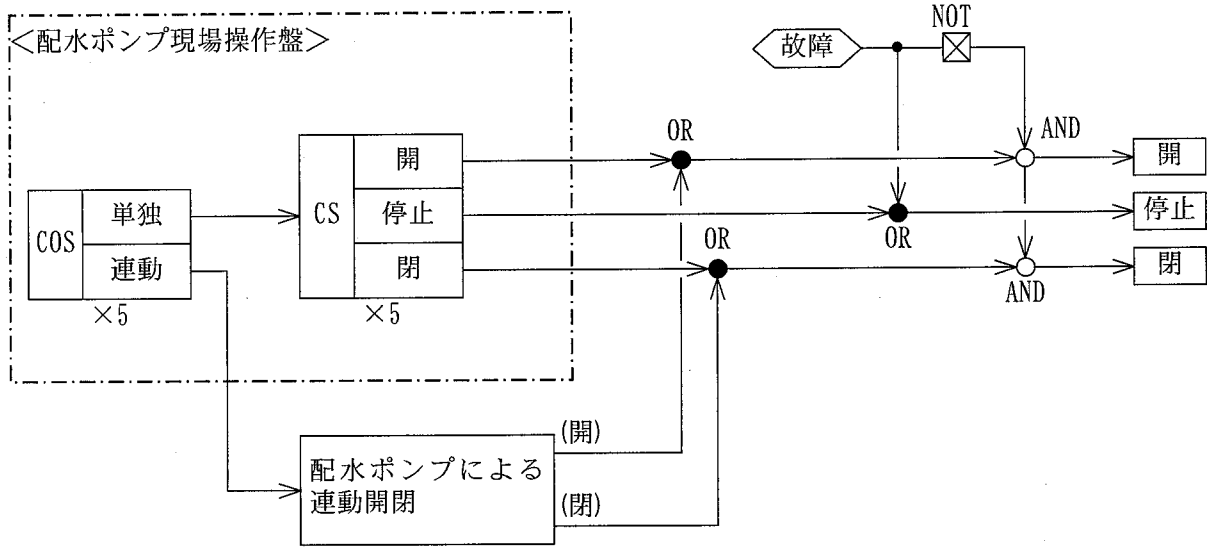 NOT
<配水ポンプ現場操作盤>
故障
OR
AND
開
開
単独
CS
停止
停止
COS
OR
OR
連動
閉
閉
×5
×5
AND
(開)
配水ポンプによる
連動開閉
(閉)